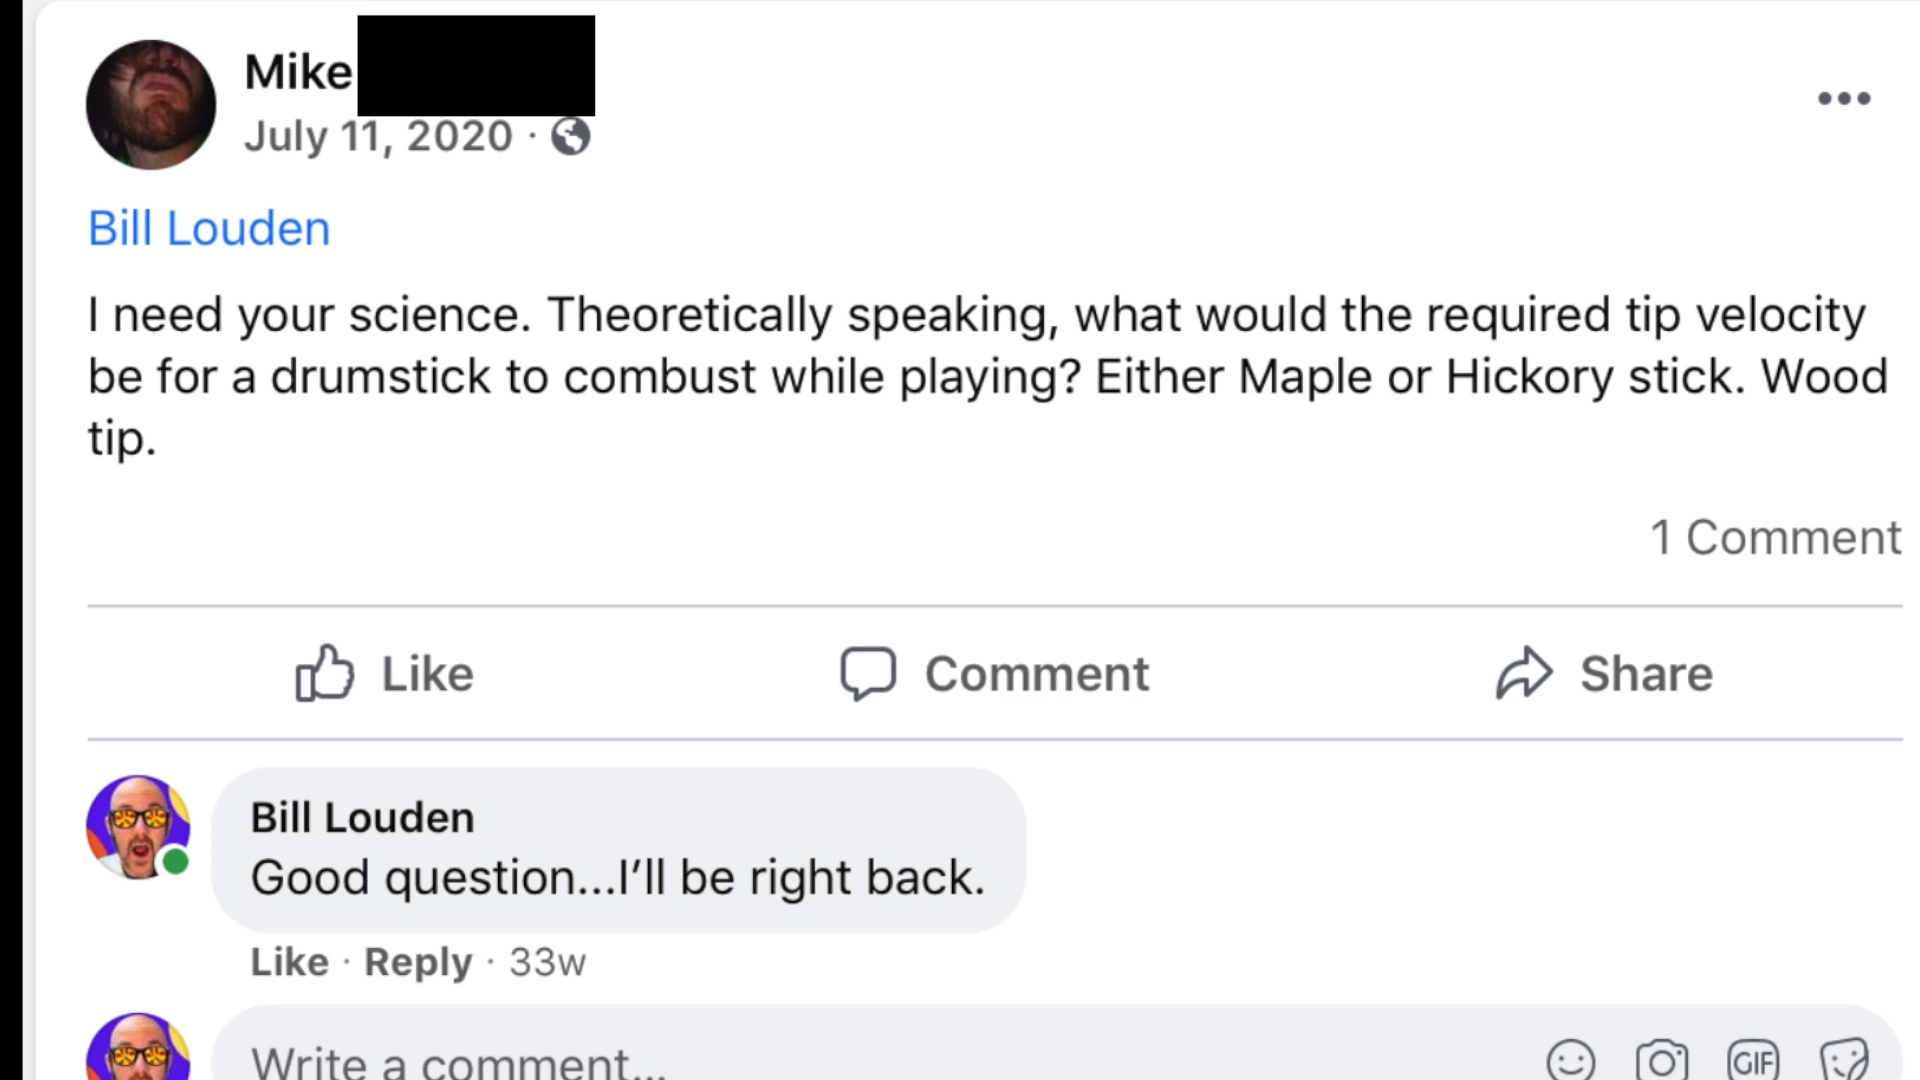 Mike
July 11, 2020 ·
Bill Louden
I need your science. Theoretically speaking, what would the required tip velocity
be for a drumstick to combust while playing? Either Maple or Hickory stick. Wood
tip.
1 Comment
Like Comment Share
Bill Louden
Good question...I’ll be right back.
Like · Reply · 33w
Write a comment...
GIF